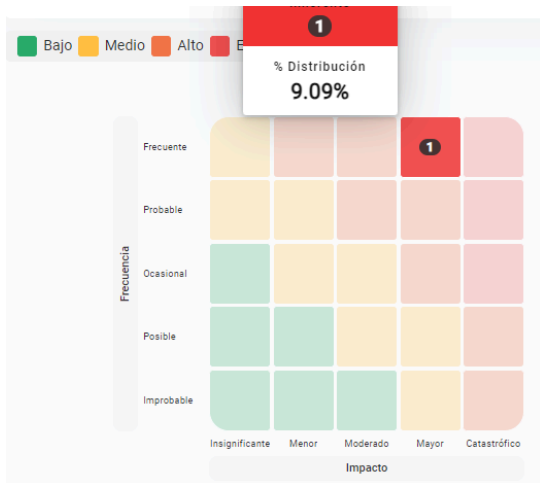 1
Bajo Medio Alto E
% Distribución
9.09%
Frecuente
1
Probable
Ocasional
Frecuencia
Posible
Improbable
Insignificante Menor Moderado Mayor Catastrófico
Impacto